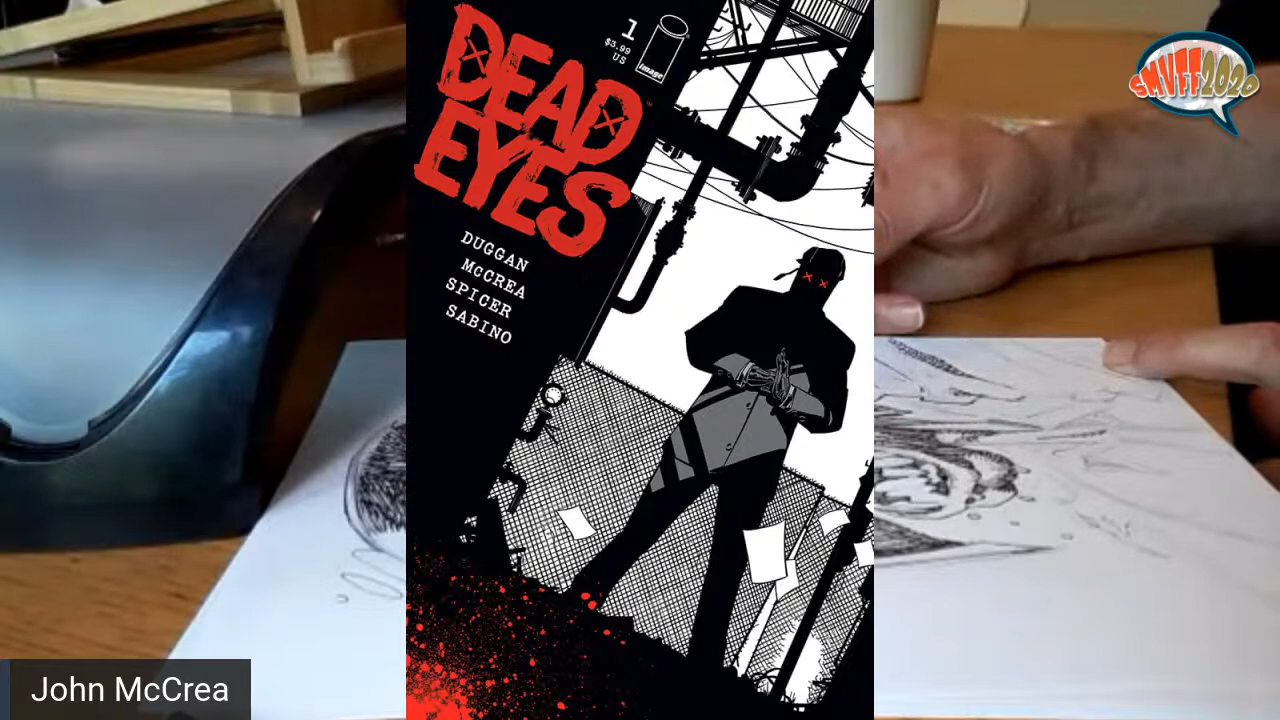 1
$3.99
US
image
DEAD
EYES
DUGGAN
McCREA
SPICER
SABINO
SMVFF2020
John McCrea